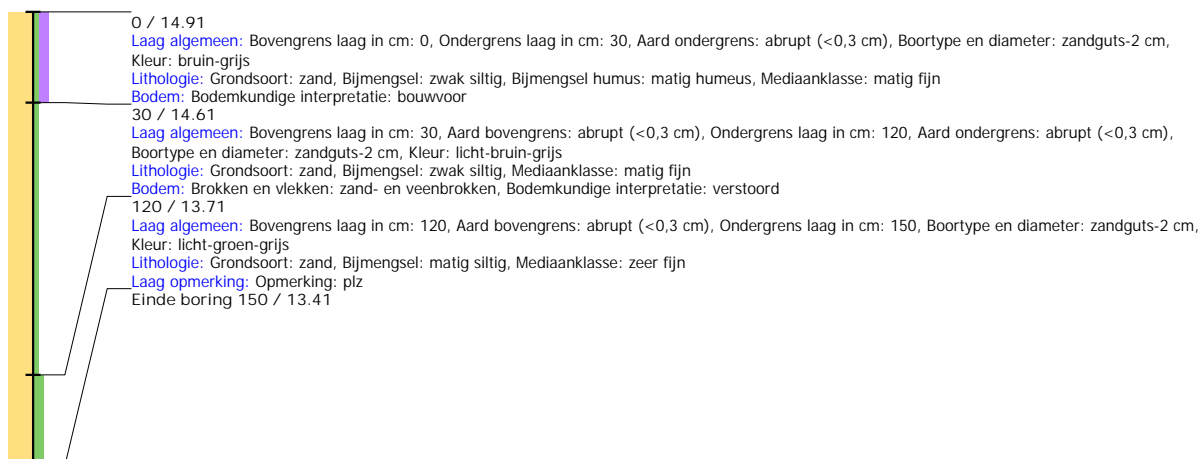 0 / 14.91
Laag algemeen: Bovengrens laag in cm: 0, Ondergrens laag in cm: 30, Aard ondergrens: abrupt (<0,3 cm), Boortype en diameter: zandguts-2 cm,
Kleur: bruin-grijs
Lithologie: Grondsoort: zand, Bijmengsel: zwak siltig, Bijmengsel humus: matig humeus, Mediaanklasse: matig fijn
Bodem: Bodemkundige interpretatie: bouwvoor
30 / 14.61
Laag algemeen: Bovengrens laag in cm: 30, Aard bovengrens: abrupt (<0,3 cm), Ondergrens laag in cm: 120, Aard ondergrens: abrupt (<0,3 cm),
Boortype en diameter: zandguts-2 cm, Kleur: licht-bruin-grijs
Lithologie: Grondsoort: zand, Bijmengsel: zwak siltig, Mediaanklasse: matig fijn
Bodem: Brokken en vlekken: zand- en veenbrokken, Bodemkundige interpretatie: verstoord
120 / 13.71
Laag algemeen: Bovengrens laag in cm: 120, Aard bovengrens: abrupt (<0,3 cm), Ondergrens laag in cm: 150, Boortype en diameter: zandguts-2 cm,
Kleur: licht-groen-grijs
Lithologie: Grondsoort: zand, Bijmengsel: matig siltig, Mediaanklasse: zeer fijn
Laag opmerking: Opmerking: plz
Einde boring 150 / 13.41